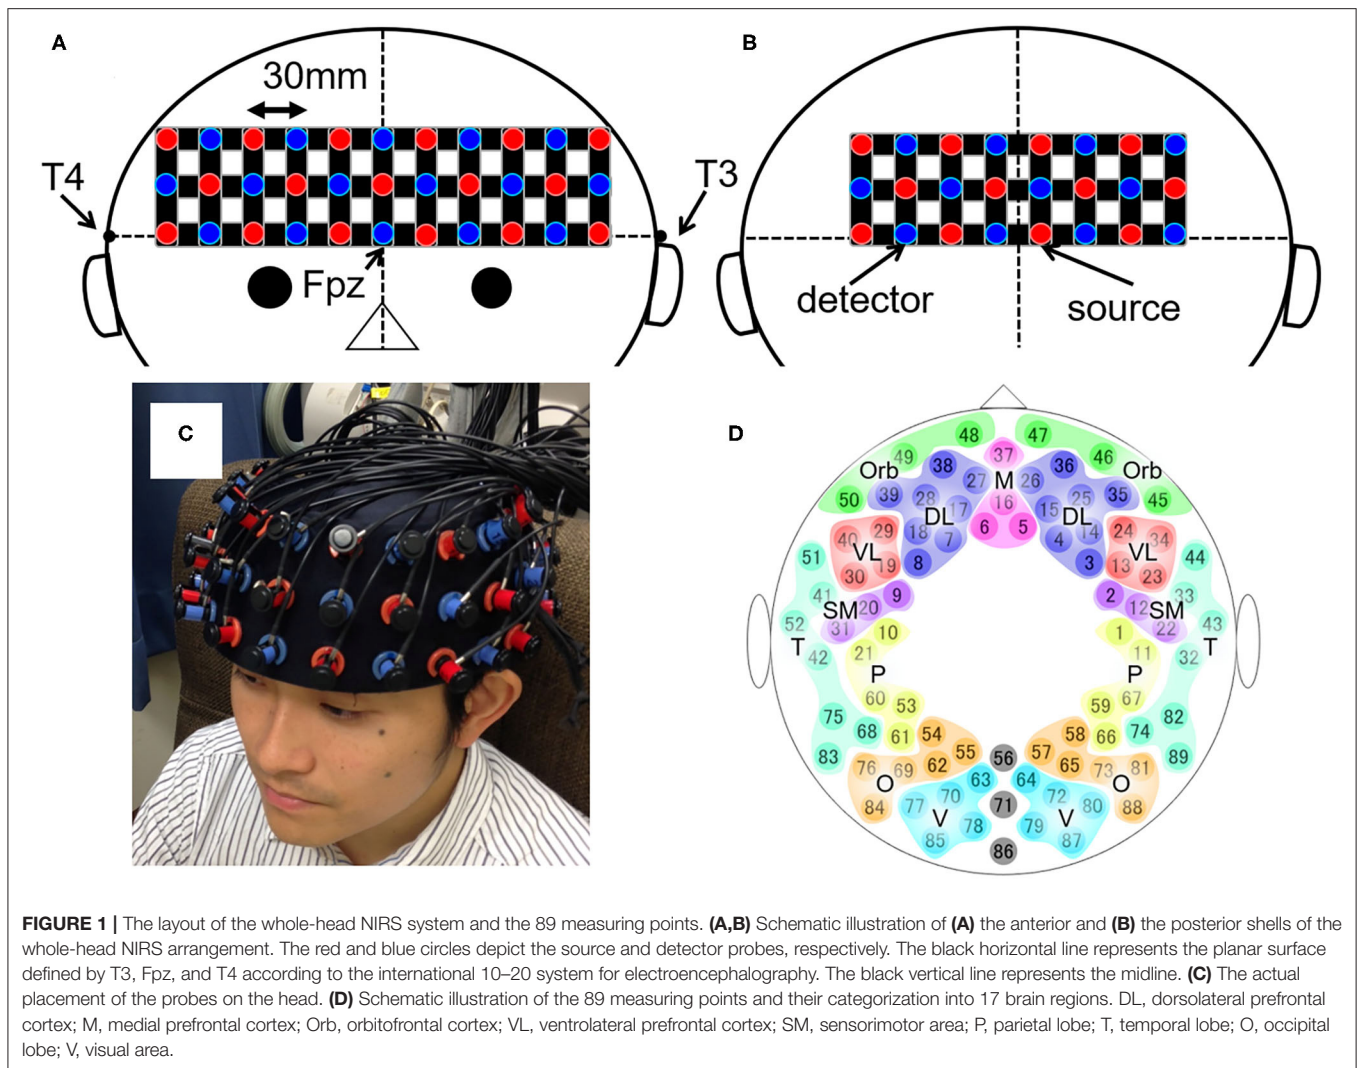 A
B
30mm
T4
T3
Fpz
detector
source
C
D
48 47
49 37 46
Orb 38 36 Orb
27 M 26
50 39 28 16 25 35 45
17 15
DL DL
40 29 18 7 6 5 4 14 24 34
51 VL VL 44
30 19 8 3 13 23
41 9 2 33
SM 20 12 SM
52 31 10 1 22 43
T 42 21 11 32 T
P P
60 53 59 67
75 68 61 54 58 66 74 82
83 76 69 62 55 56 57 65 73 81 89
O 63 64 O
84 77 70 71 72 80 88
V V
85 78 79 87
86
FIGURE 1 | The layout of the whole-head NIRS system and the 89 measuring points. (A,B) Schematic illustration of (A) the anterior and (B) the posterior shells of the
whole-head NIRS arrangement. The red and blue circles depict the source and detector probes, respectively. The black horizontal line represents the planar surface
defined by T3, Fpz, and T4 according to the international 10–20 system for electroencephalography. The black vertical line represents the midline. (C) The actual
placement of the probes on the head. (D) Schematic illustration of the 89 measuring points and their categorization into 17 brain regions. DL, dorsolateral prefrontal
cortex; M, medial prefrontal cortex; Orb, orbitofrontal cortex; VL, ventrolateral prefrontal cortex; SM, sensorimotor area; P, parietal lobe; T, temporal lobe; O, occipital
lobe; V, visual area.